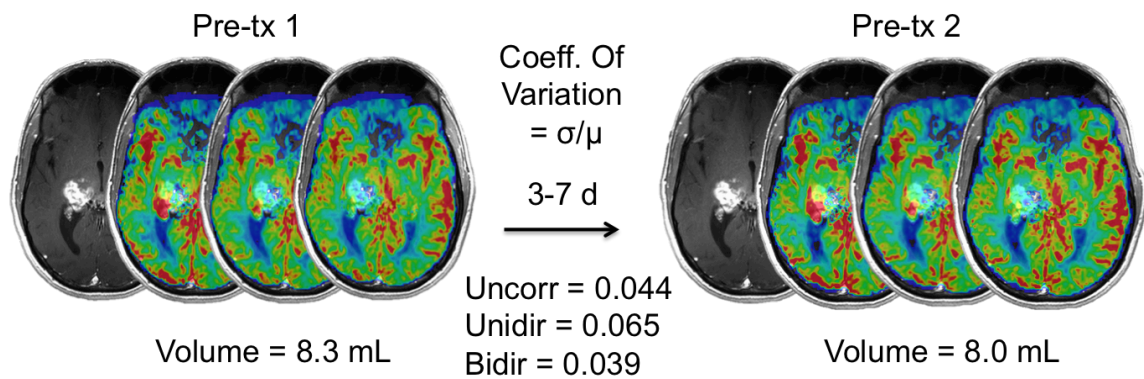 Pre-tx 1
Coeff. Of
Variation
= σ/μ
3-7 d
Uncorr = 0.044
Unidir = 0.065
Bidir = 0.039
Volume = 8.3 mL
Pre-tx 2
Volume = 8.0 mL